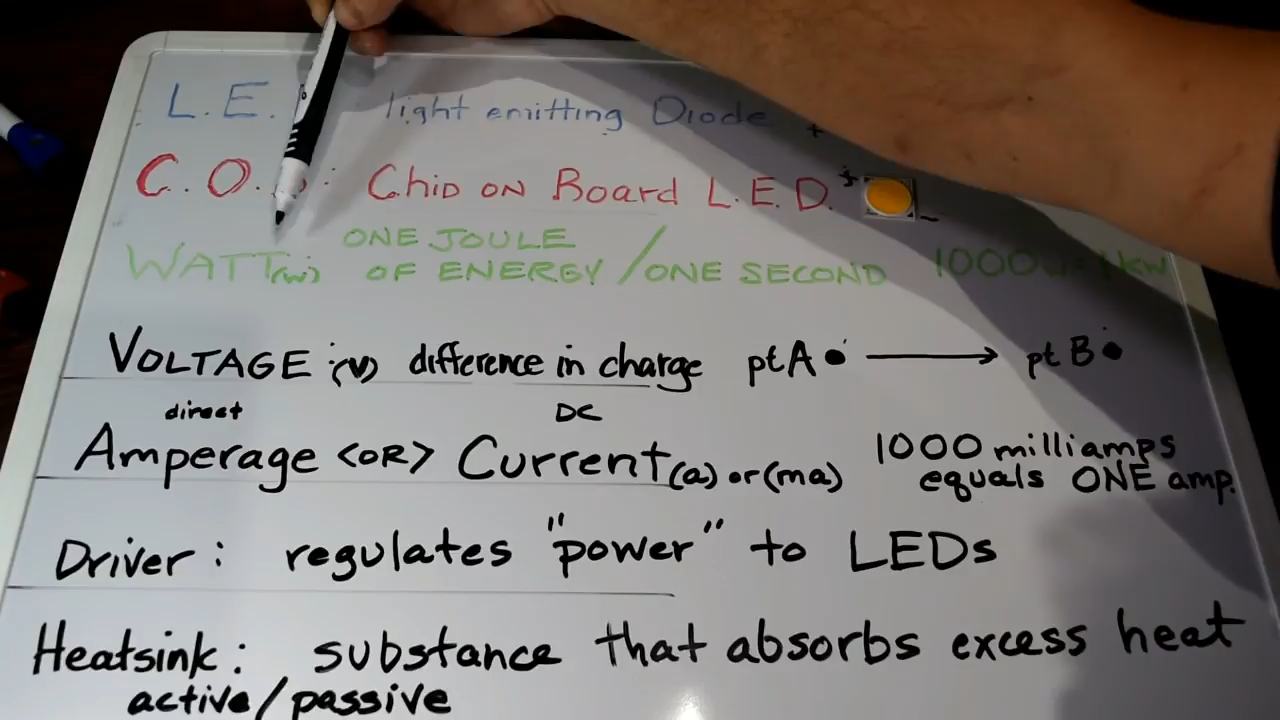 L.E. light emitting Diode +
C.O. : Chip on Board L.E.D. + -
WATT(w) ONE JOULE OF ENERGY / ONE SECOND 1000 kw
VOLTAGE (v) difference in charge pt A → pt B
direct DC
Amperage <OR> Current (a) or (ma) 1000 milliamps equals ONE amp.
Driver: regulates "power" to LEDs
Heatsink: substance that absorbs excess heat
active/passive